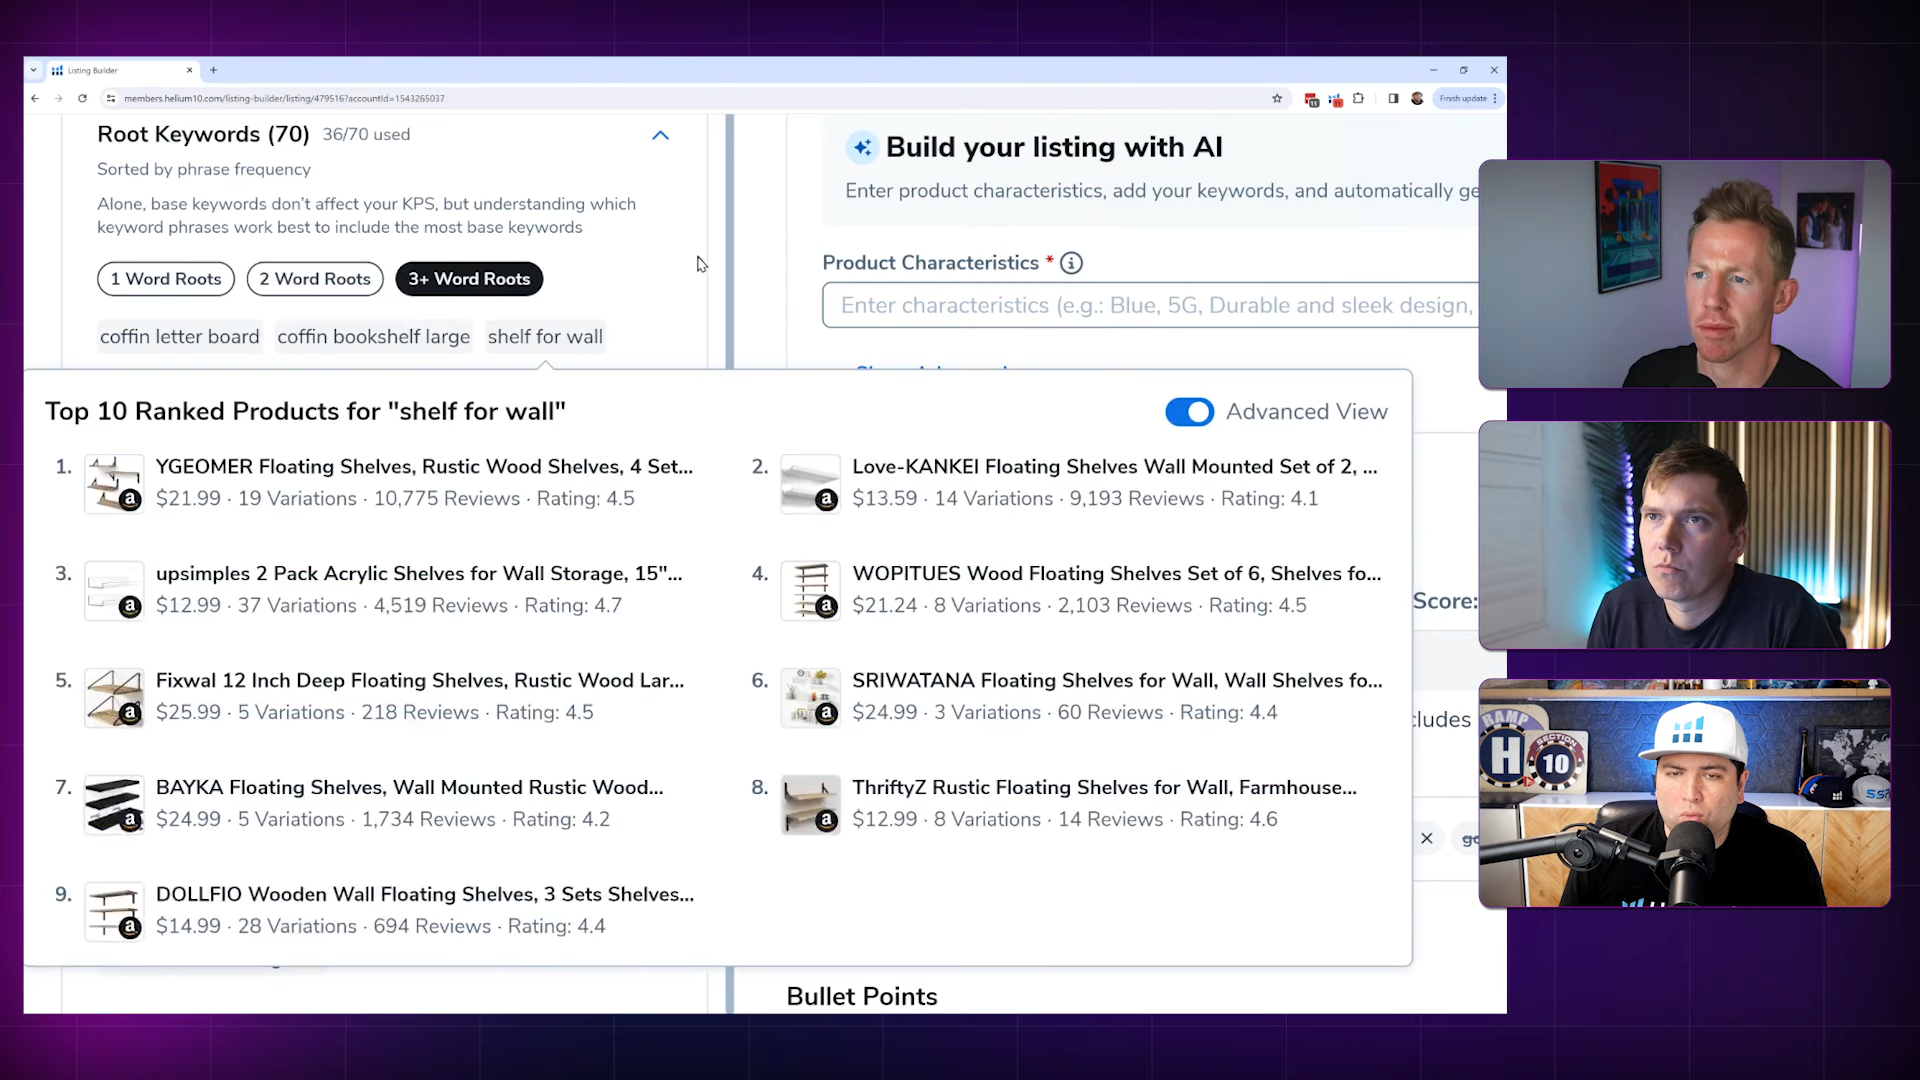 Listing Builder
members.helium10.com/listing-builder/listing/479516?accountId=1543265037
Finish update
Root Keywords (70) 36/70 used
Sorted by phrase frequency
Alone, base keywords don't affect your KPS, but understanding which
keyword phrases work best to include the most base keywords
1 Word Roots
2 Word Roots
3+ Word Roots
coffin letter board
coffin bookshelf large
shelf for wall
Build your listing with AI
Enter product characteristics, add your keywords, and automatically ge
Product Characteristics *
Enter characteristics (e.g.: Blue, 5G, Durable and sleek design,
Top 10 Ranked Products for "shelf for wall"
Advanced View
1. YGEOMER Floating Shelves, Rustic Wood Shelves, 4 Set...
$21.99 · 19 Variations · 10,775 Reviews · Rating: 4.5
2. Love-KANKEI Floating Shelves Wall Mounted Set of 2, ...
$13.59 · 14 Variations · 9,193 Reviews · Rating: 4.1
3. upsimples 2 Pack Acrylic Shelves for Wall Storage, 15"...
$12.99 · 37 Variations · 4,519 Reviews · Rating: 4.7
4. WOPITUES Wood Floating Shelves Set of 6, Shelves fo...
$21.24 · 8 Variations · 2,103 Reviews · Rating: 4.5
5. Fixwal 12 Inch Deep Floating Shelves, Rustic Wood Lar...
$25.99 · 5 Variations · 218 Reviews · Rating: 4.5
6. SRIWATANA Floating Shelves for Wall, Wall Shelves fo...
$24.99 · 3 Variations · 60 Reviews · Rating: 4.4
7. BAYKA Floating Shelves, Wall Mounted Rustic Wood...
$24.99 · 5 Variations · 1,734 Reviews · Rating: 4.2
8. ThriftyZ Rustic Floating Shelves for Wall, Farmhouse...
$12.99 · 8 Variations · 14 Reviews · Rating: 4.6
9. DOLLFIO Wooden Wall Floating Shelves, 3 Sets Shelves...
$14.99 · 28 Variations · 694 Reviews · Rating: 4.4
Score:
cludes
Bullet Points
RAMP
H
SECTION
10